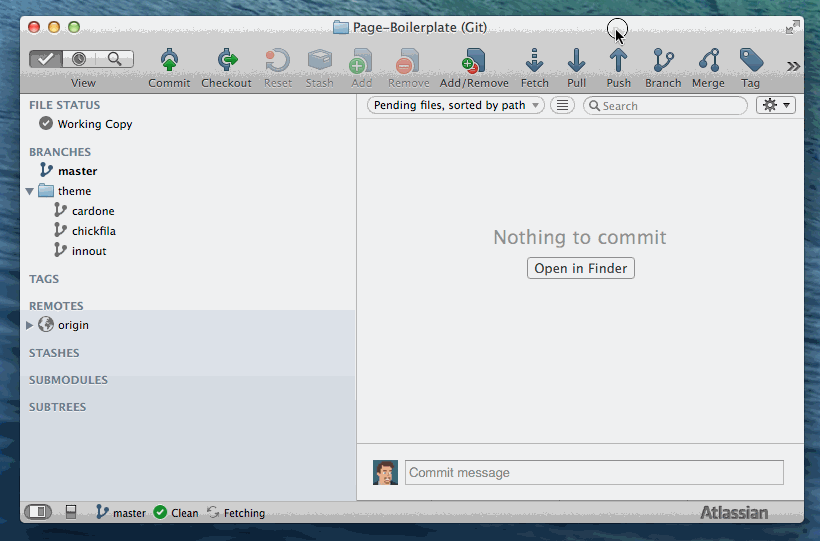 Page-Boilerplate (Git)
View Commit Checkout Reset Stash Add Remove Add/Remove Fetch Pull Push Branch Merge Tag
FILE STATUS
Working Copy
BRANCHES
master
theme
cardone
chickfila
innout
TAGS
REMOTES
origin
STASHES
SUBMODULES
SUBTREES
Pending files, sorted by path
Search
Nothing to commit
Open in Finder
Commit message
master Clean Fetching
Atlassian